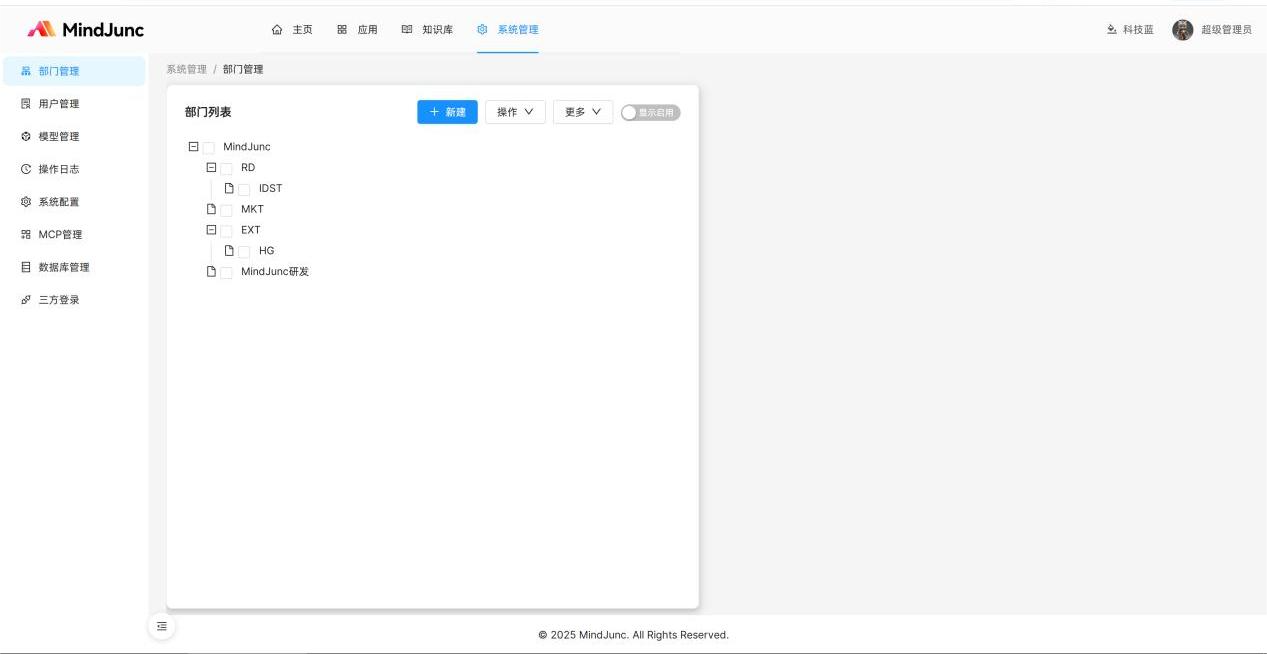 MindJunc
主页 应用 知识库 系统管理
科技蓝 超级管理员
部门管理
用户管理
模型管理
操作日志
系统配置
MCP管理
数据库管理
三方登录
系统管理 / 部门管理
部门列表
新建 操作 更多 显示启用
MindJunc
RD
IDST
MKT
EXT
HG
MindJunc研发
© 2025 MindJunc. All Rights Reserved.